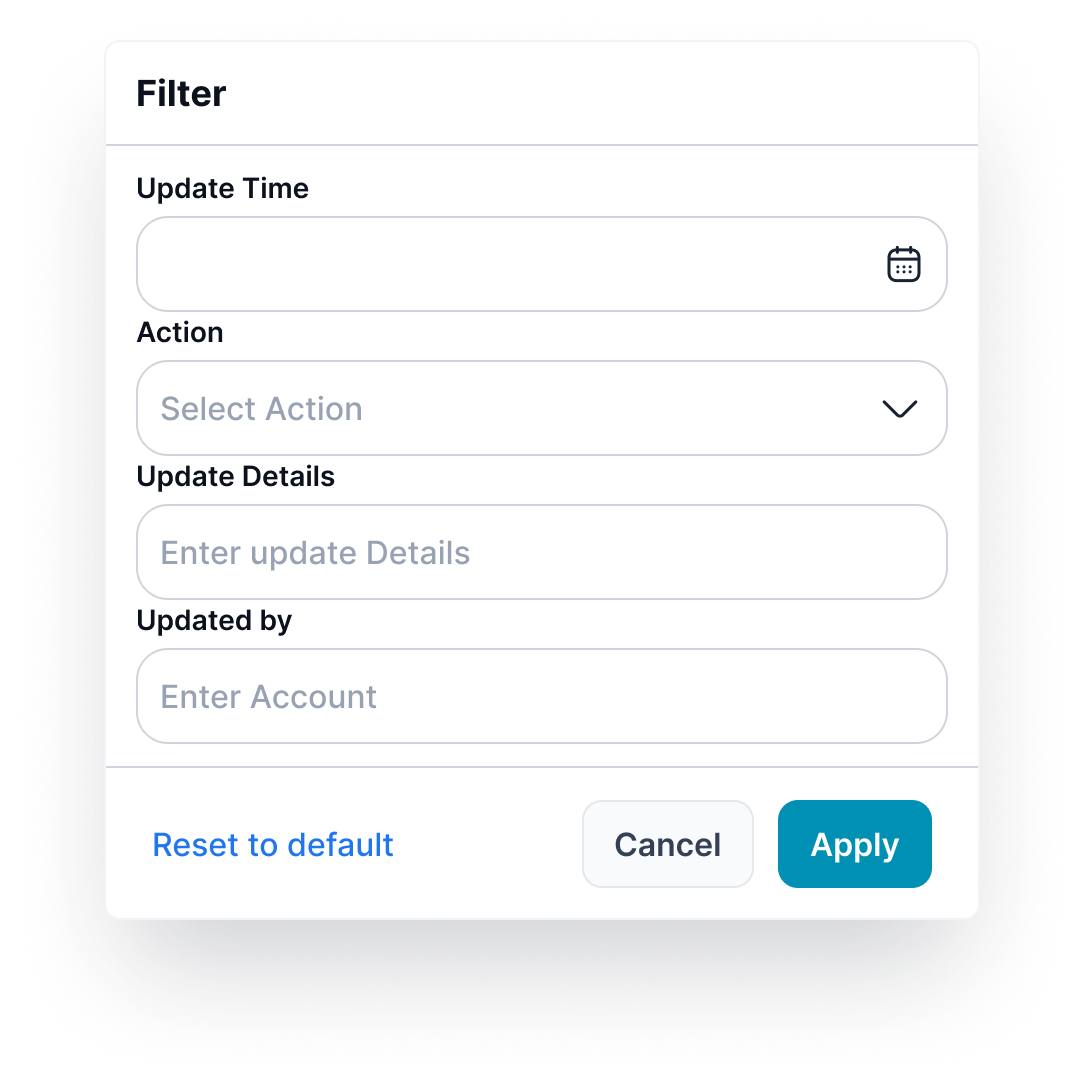 Filter
Update Time
Action
Select Action
Update Details
Enter update Details
Updated by
Enter Account
Reset to default
Cancel
Apply